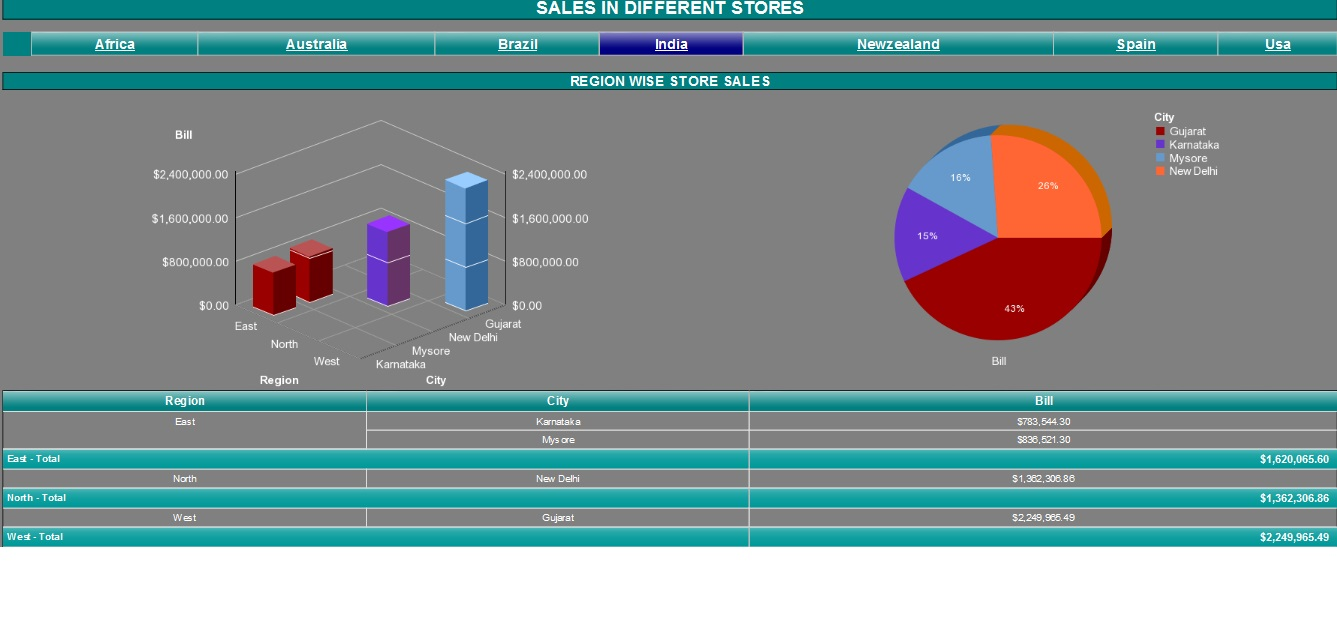 SALES IN DIFFERENT STORES
Africa Australia Brazil India Newzealand Spain Usa
REGION WISE STORE SALES
Bill
$2,400,000.00 $2,400,000.00
$1,600,000.00 $1,600,000.00
$800,000.00 $800,000.00
$0.00 $0.00
East
North
West
Karnataka
Mysore
New Delhi
Gujarat
Region City
City
Gujarat
Karnataka
Mysore
New Delhi
16%
26%
15%
43%
Bill
Region City Bill
East Karnataka $783,544.30
Mysore $836,521.30
East - Total $1,620,065.60
North New Delhi $1,362,306.86
North - Total $1,362,306.86
West Gujarat $2,249,965.49
West - Total $2,249,965.49